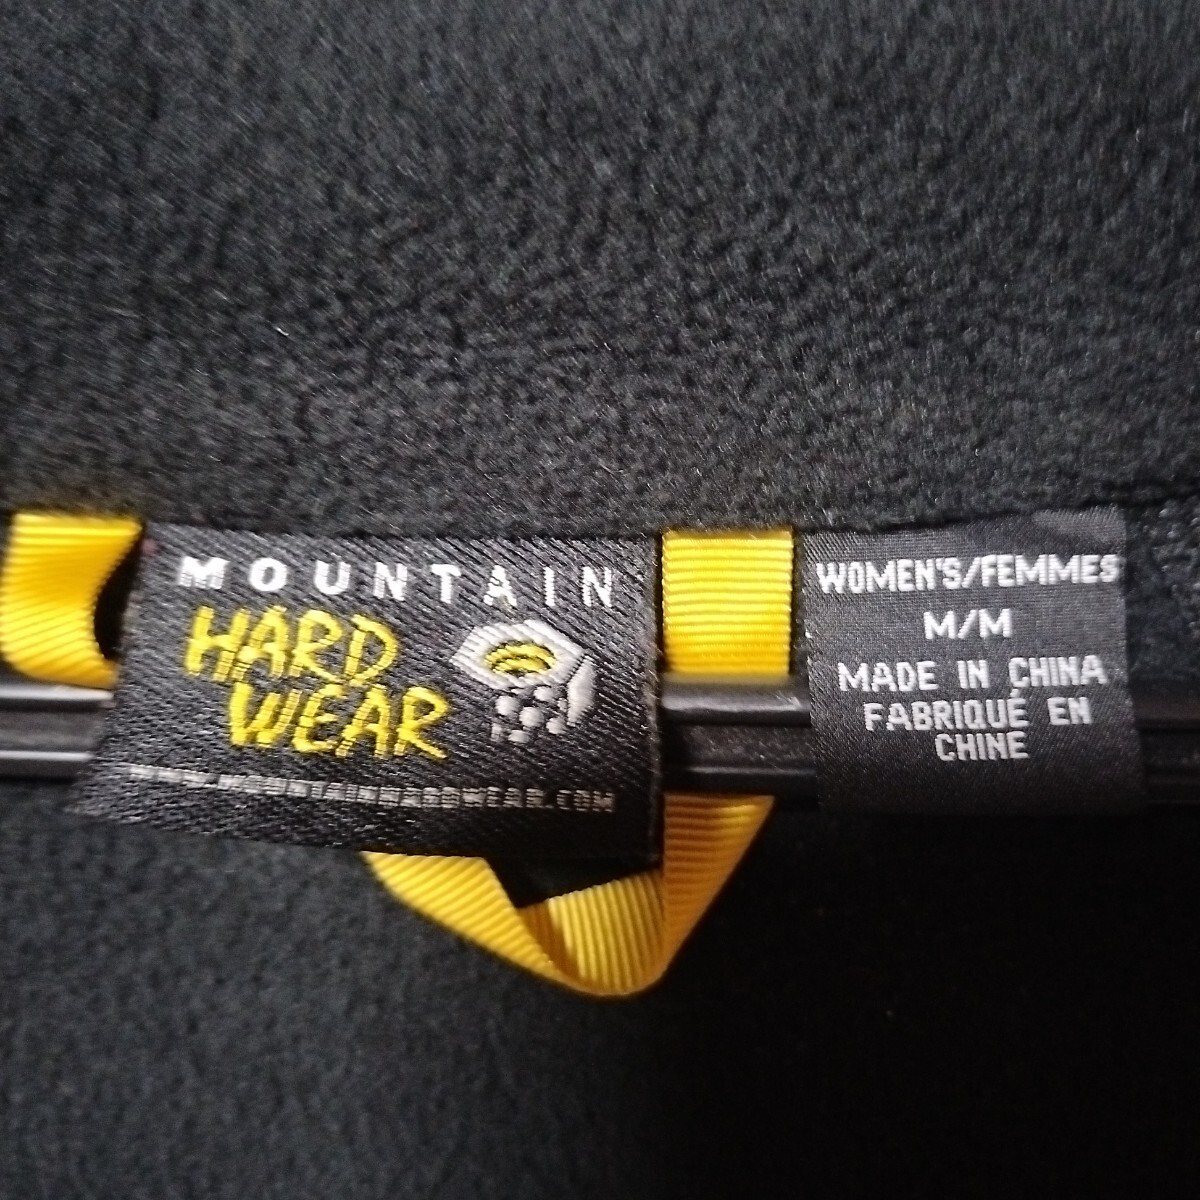 MOUNTAIN
HARD
WEAR
WWW.MOUNTAINHARDWEAR.COM
WOMEN'S/FEMMES
M/M
MADE IN CHINA
FABRIQUÉ EN
CHINE